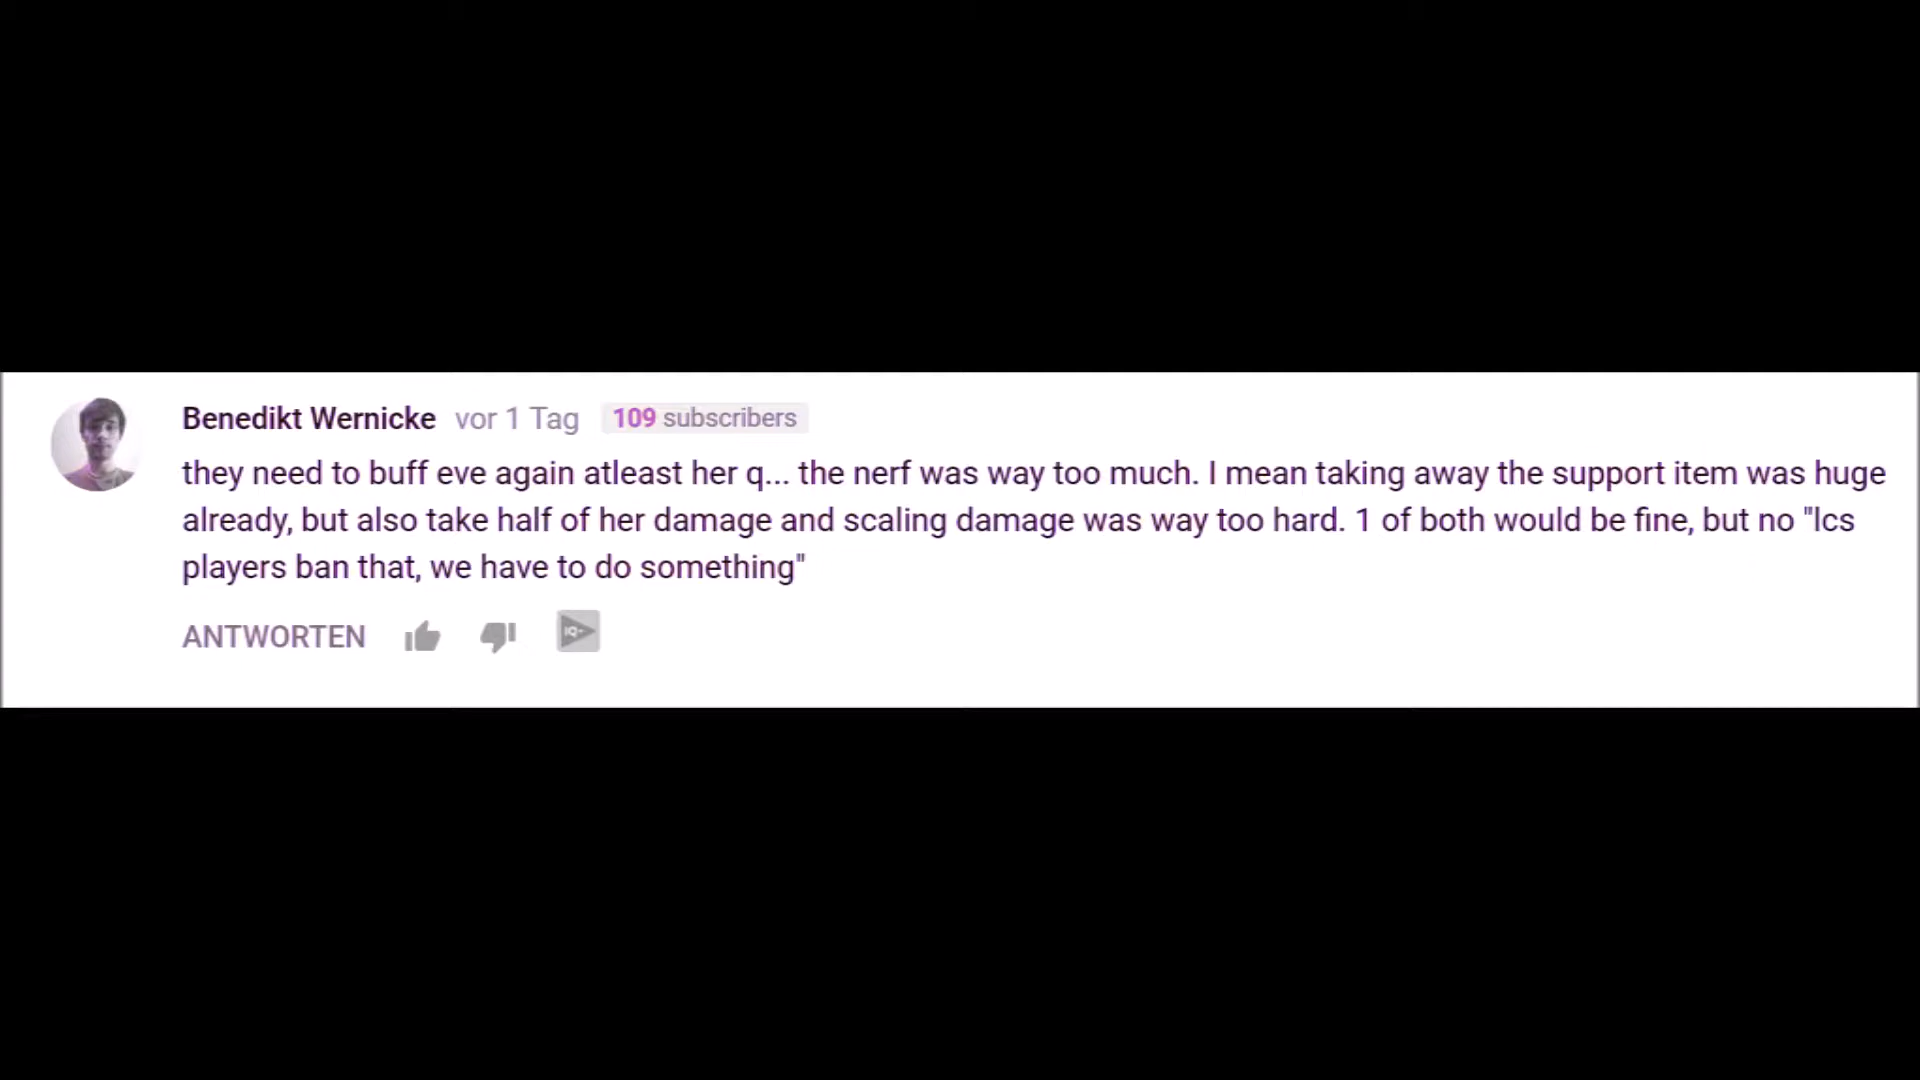 Benedikt Wernicke vor 1 Tag 109 subscribers
they need to buff eve again atleast her q... the nerf was way too much. I mean taking away the support item was huge
already, but also take half of her damage and scaling damage was way too hard. 1 of both would be fine, but no "lcs
players ban that, we have to do something"
ANTWORTEN IQ